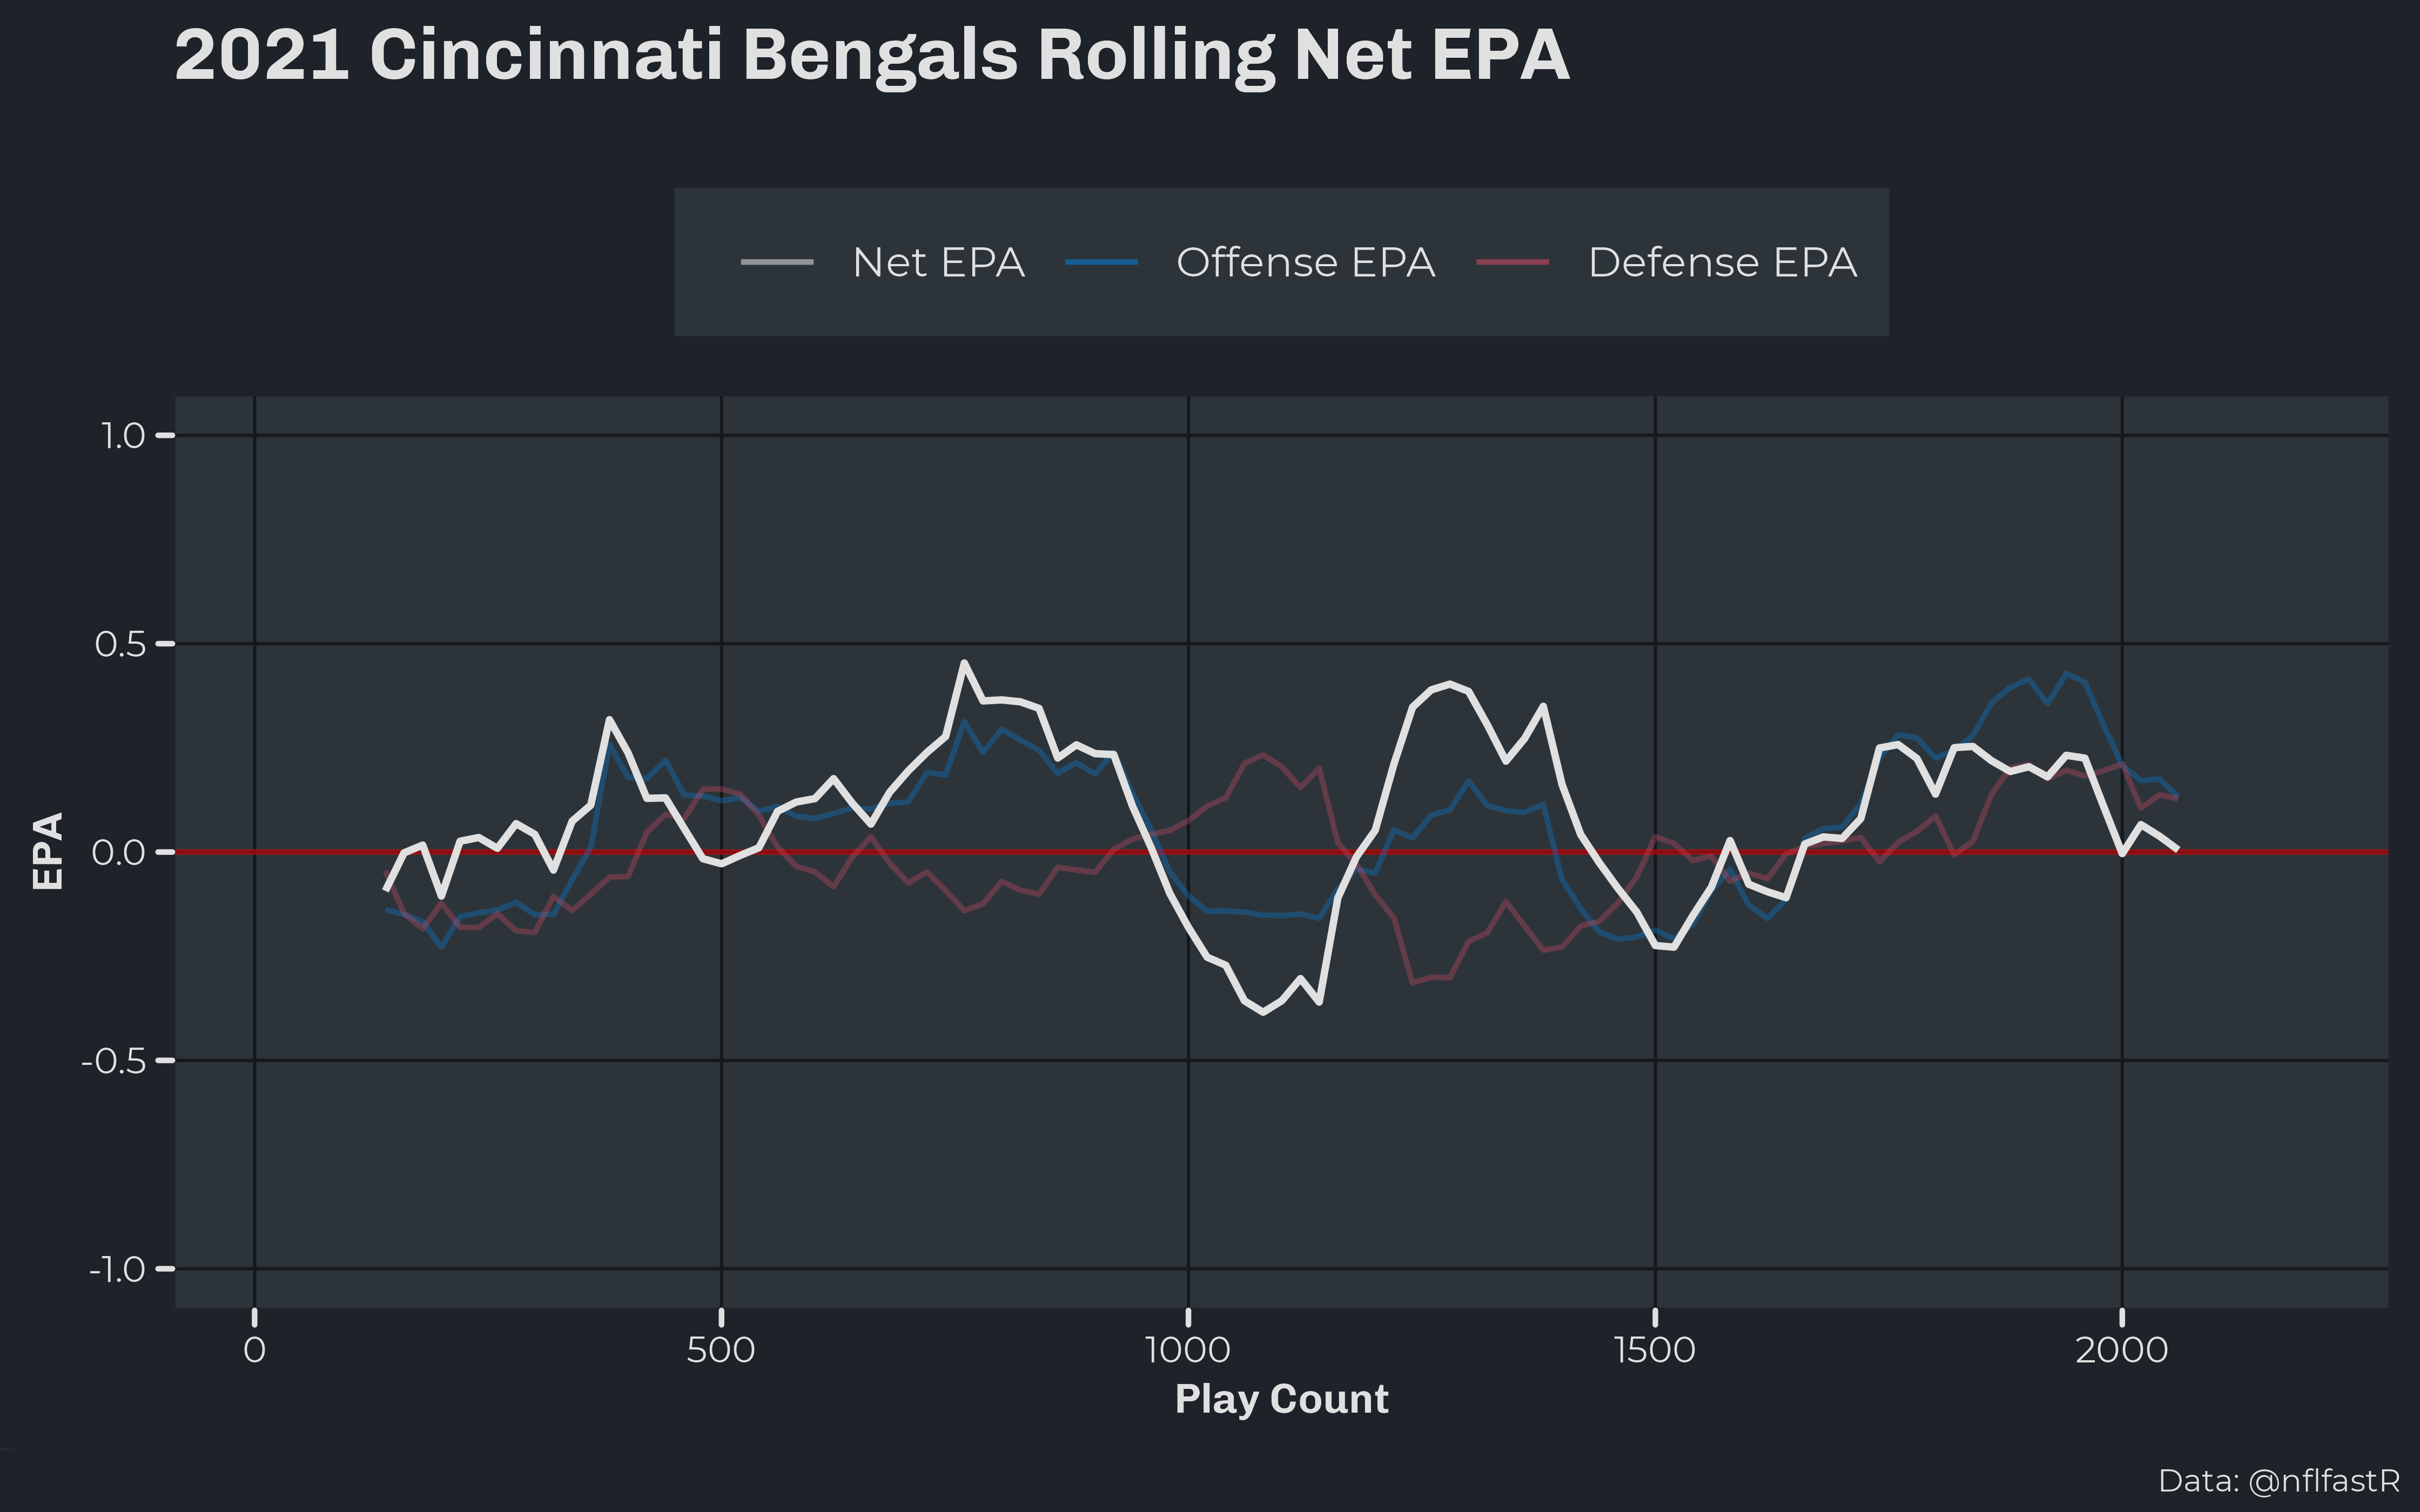 2021 Cincinnati Bengals Rolling Net EPA
Net EPA Offense EPA Defense EPA
1.0
0.5
0.0
-0.5
-1.0
EPA
0 500 1000 1500 2000
Play Count
Data: @nflfastR